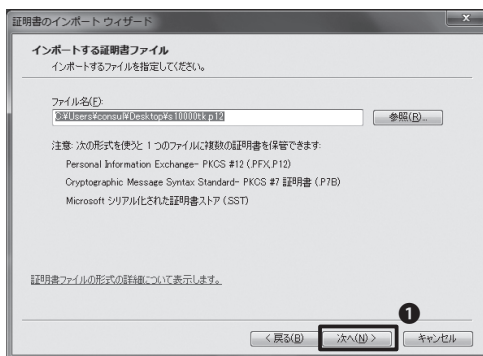 証明書のインポート ウィザード
インポートする証明書ファイル
インポートするファイルを指定してください。
ファイル名(F):
C:¥Users¥consul¥Desktop¥s10000tk.p12
参照(R)...
注意: 次の形式を使うと 1 つのファイルに複数の証明書を保管できます:
Personal Information Exchange- PKCS #12 (.PFX,.P12)
Cryptographic Message Syntax Standard- PKCS #7 証明書 (.P7B)
Microsoft シリアル化された証明書ストア (.SST)
証明書ファイルの形式の詳細について表示します。
❶
< 戻る(B)
次へ(N) >
キャンセル